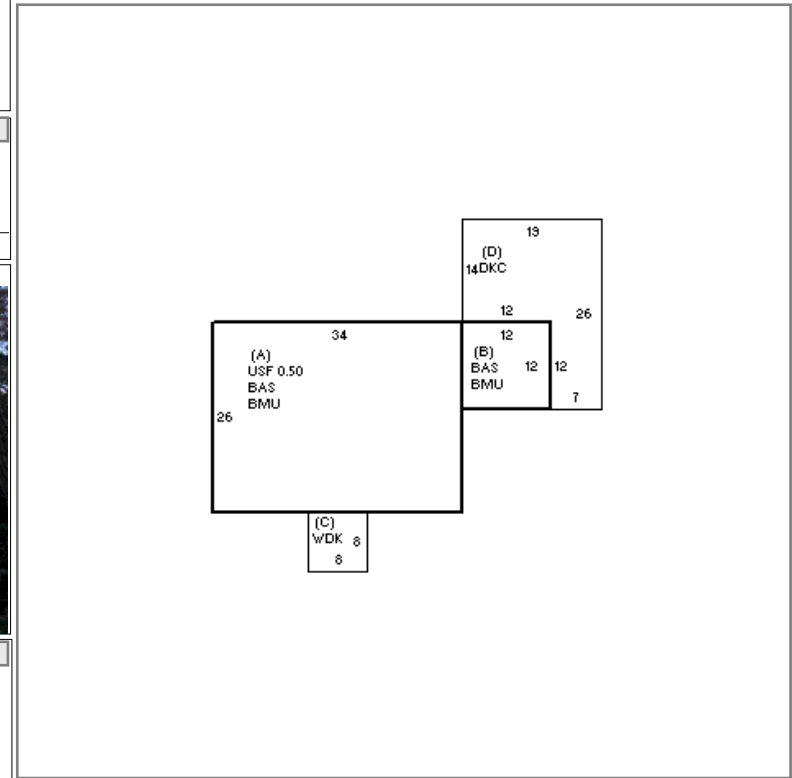 19
(D)
14DKC
12
26
34
12
(A)
(B)
USF 0.50
BAS 12 12
BAS
BMU
BMU
7
26
(C)
WDK 8
8